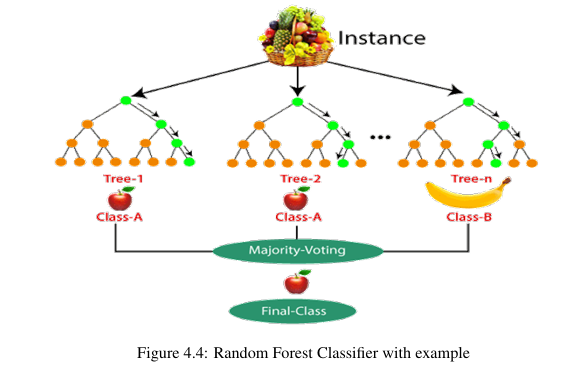 Instance
...
Tree-1 Tree-2 Tree-n
Class-A Class-A Class-B
Majority-Voting
Final-Class
Figure 4.4: Random Forest Classifier with example